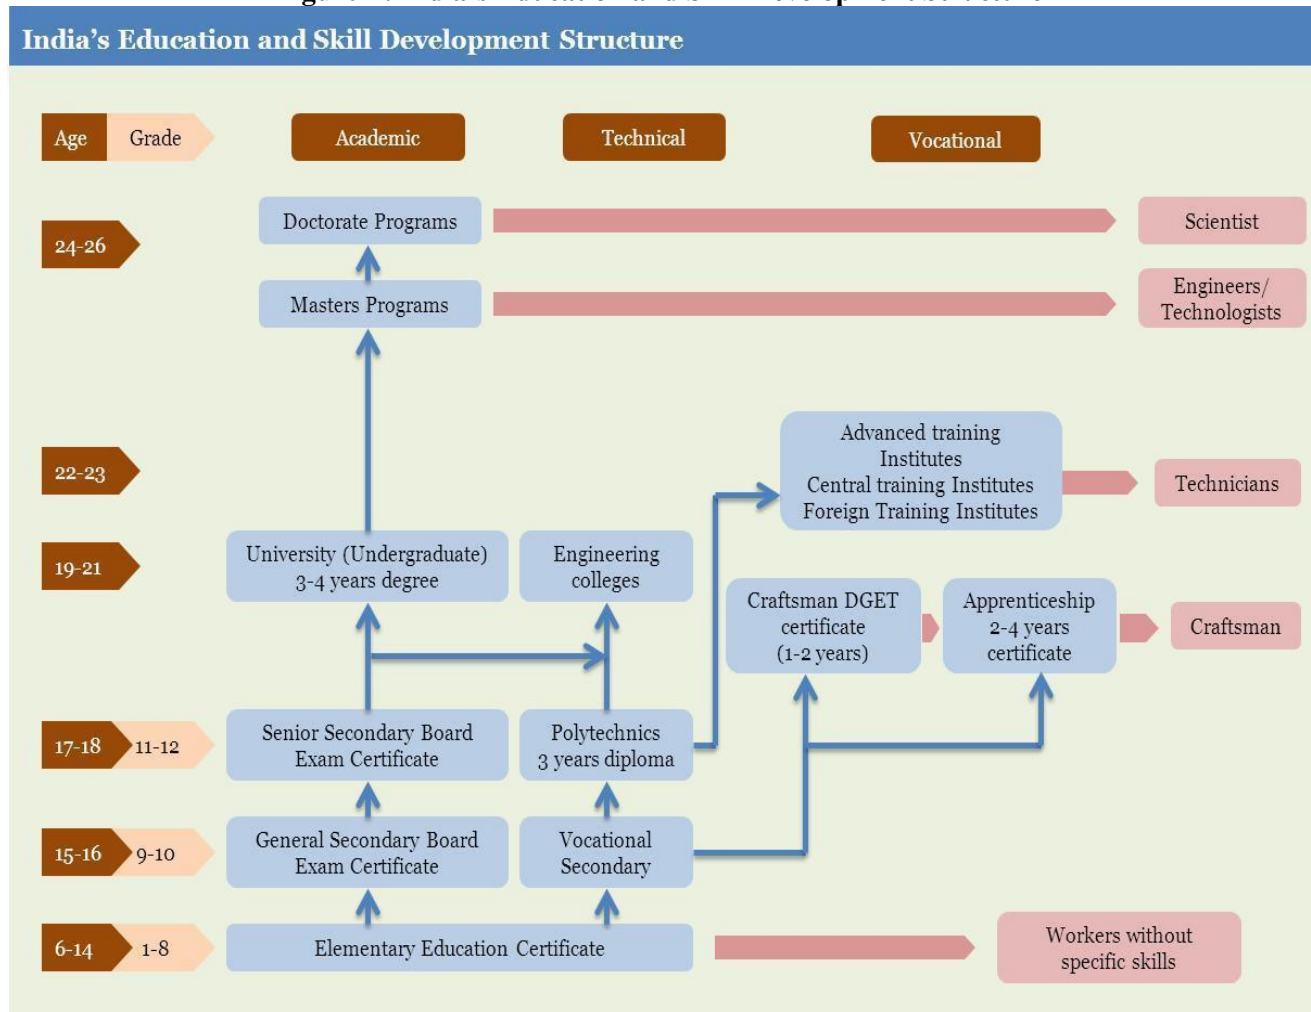 India's Education and Skill Development Structure
Age
Grade
Academic
Technical
Vocational
24-26
Doctorate Programs
Scientist
Masters Programs
Engineers/
Technologists
22-23
Advanced training
Institutes
Central training Institutes
Foreign Training Institutes
Technicians
19-21
University (Undergraduate)
3-4 years degree
Engineering
colleges
Craftsman DGET
certificate
(1-2 years)
Apprenticeship
2-4 years
certificate
Craftsman
17-18
11-12
Senior Secondary Board
Exam Certificate
Polytechnics
3 years diploma
15-16
9-10
General Secondary Board
Exam Certificate
Vocational
Secondary
6-14
1-8
Elementary Education Certificate
Workers without
specific skills